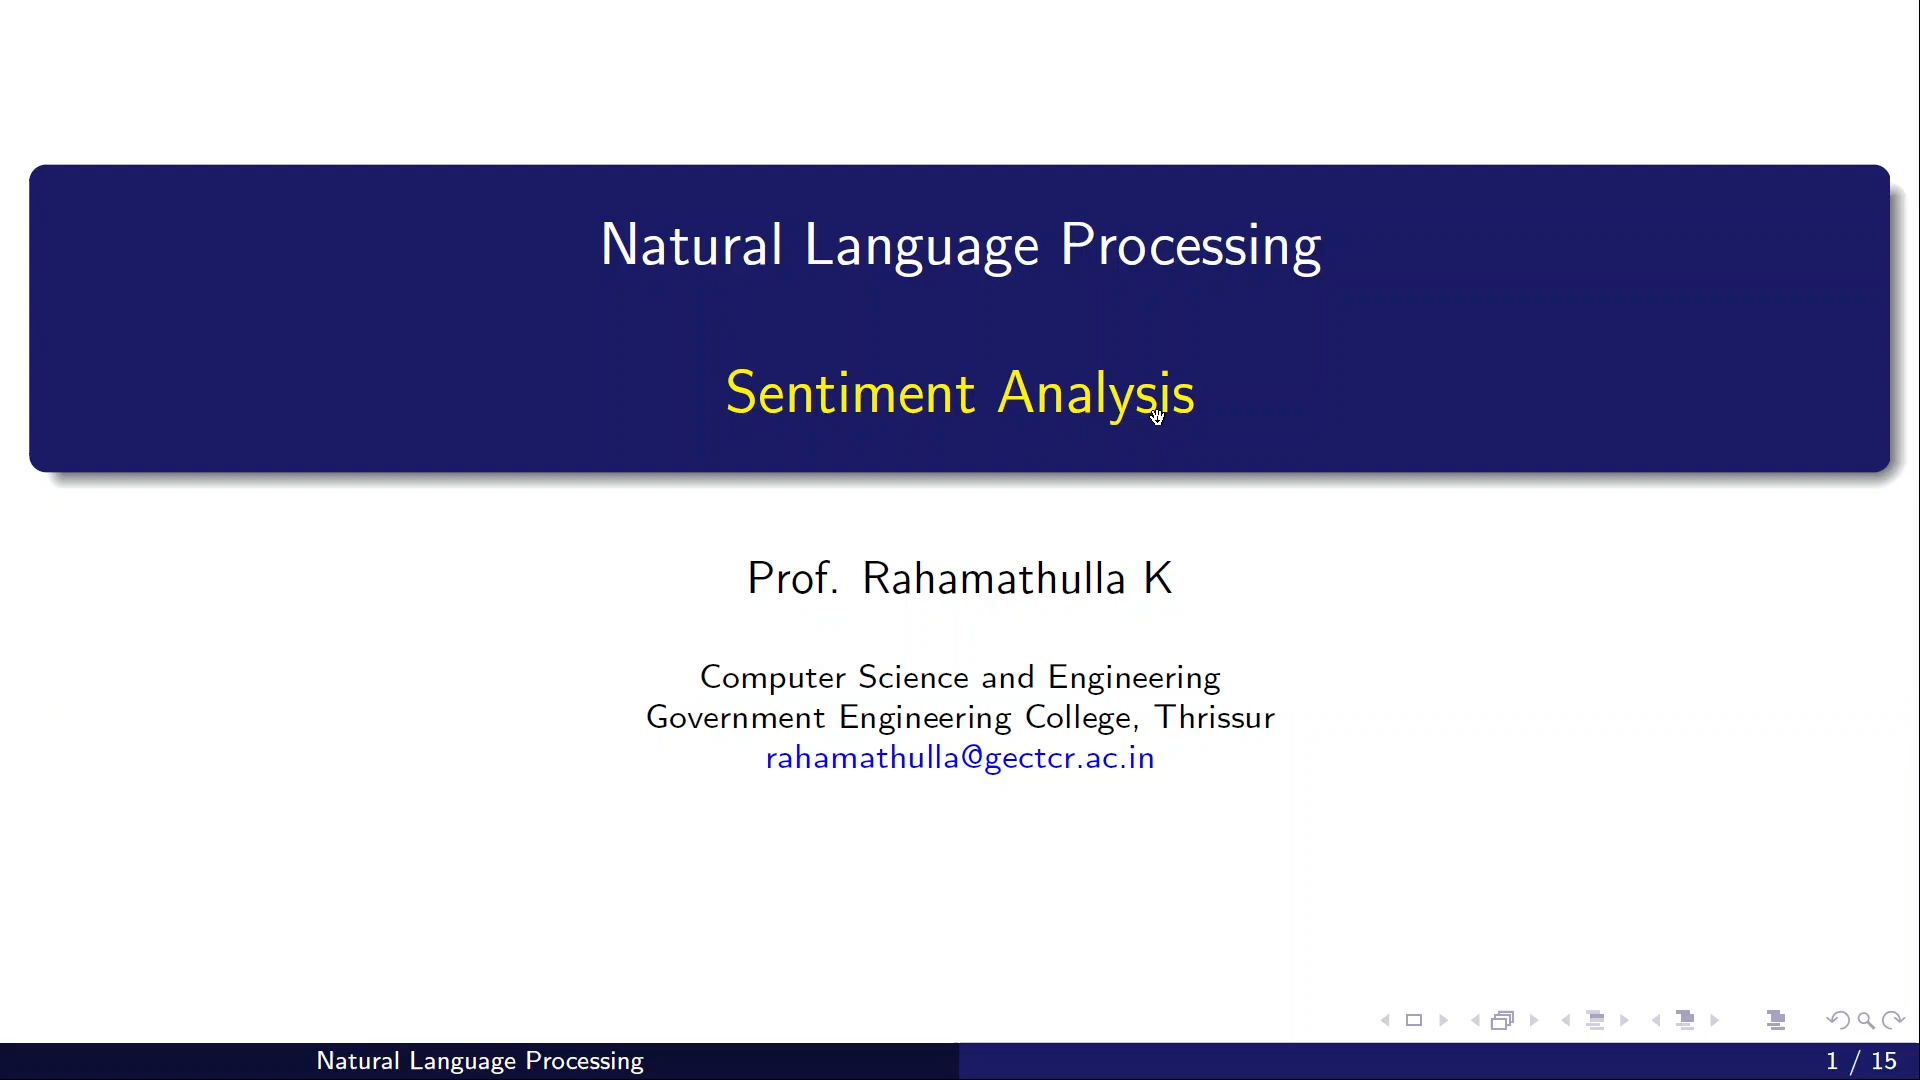 Natural Language Processing
Sentiment Analysis
Prof. Rahamathulla K
Computer Science and Engineering
Government Engineering College, Thrissur
rahamathulla@gectcr.ac.in
Natural Language Processing
1 / 15